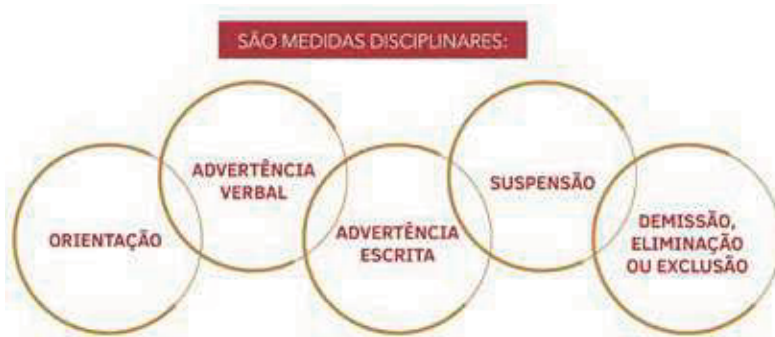 SÃO MEDIDAS DISCIPLINARES:
ORIENTAÇÃO
ADVERTÊNCIA
VERBAL
ADVERTÊNCIA
ESCRITA
SUSPENSÃO
DEMISSÃO,
ELIMINAÇÃO
OU EXCLUSÃO